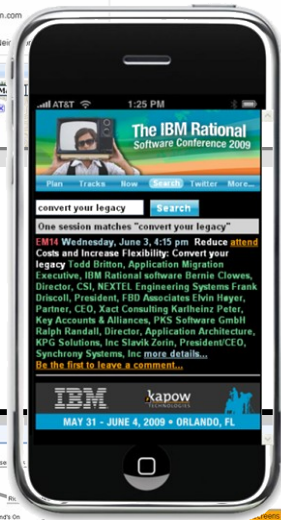 AT&T 1:25 PM
The IBM Rational
Software Conference 2009
Plan Tracks Now Search Twitter More...
convert your legacy Search
One session matches "convert your legacy"
EM14 Wednesday, June 3, 4:15 pm Reduce attend
Costs and Increase Flexibility: Convert your
legacy Todd Britton, Application Migration
Executive, IBM Rational software Bernie Clowes,
Director, CSI, NEXTEL Engineering Systems Frank
Driscoll, President, FBD Associates Elvin Høyer,
Partner, CEO, Xact Consulting Karlheinz Peter,
Key Accounts & Alliances, PKS Software GmbH
Ralph Randall, Director, Application Architecture,
KPG Solutions, Inc Slavik Zorin, President/CEO,
Synchrony Systems, Inc more details...
Be the first to leave a comment...
IBM kapow
TECHNOLOGIES
MAY 31 - JUNE 4, 2009 • ORLANDO, FL